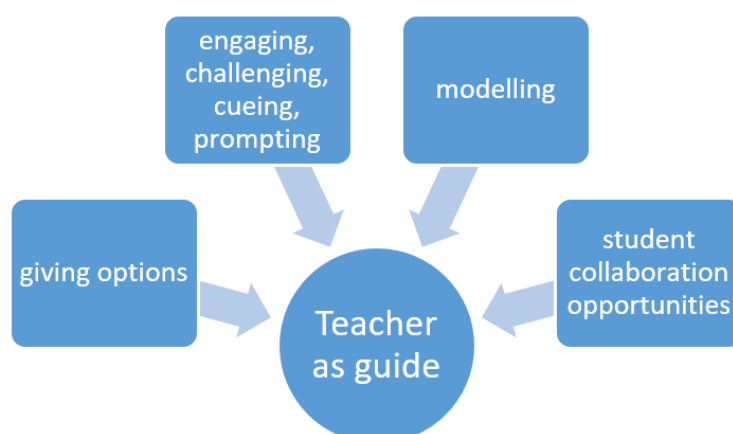 engaging,
challenging,
cueing,
prompting
modelling
giving options
student
collaboration
opportunities
Teacher
as guide